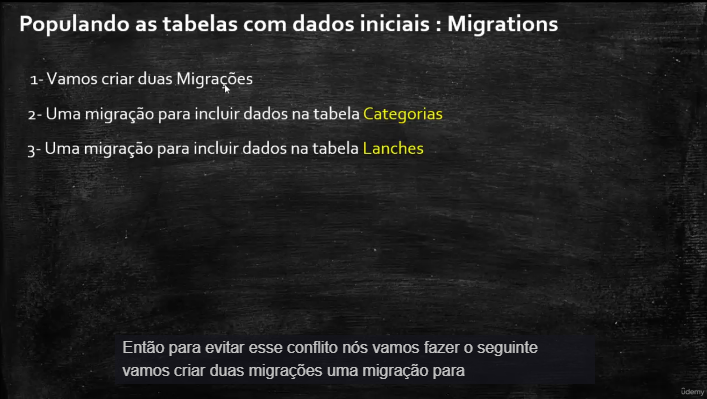 Populando as tabelas com dados iniciais : Migrations
1- Vamos criar duas Migrações
2- Uma migração para incluir dados na tabela Categorias
3- Uma migração para incluir dados na tabela Lanches
Então para evitar esse conflito nós vamos fazer o seguinte
vamos criar duas migrações uma migração para
ûdemy